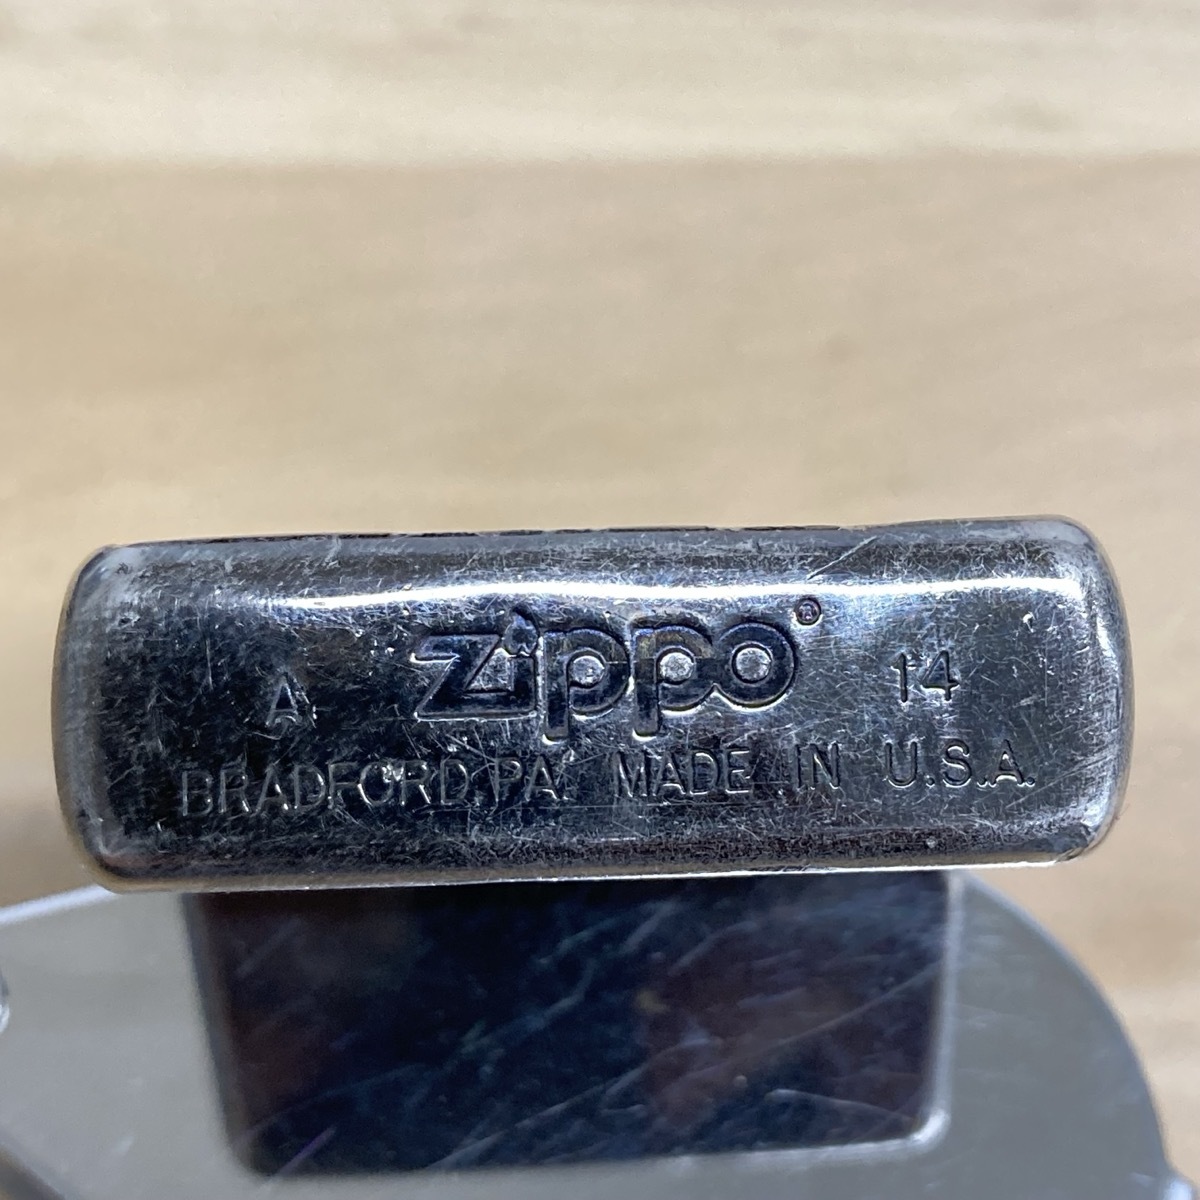 A zippo® 14
BRADFORD, PA. MADE IN U.S.A.